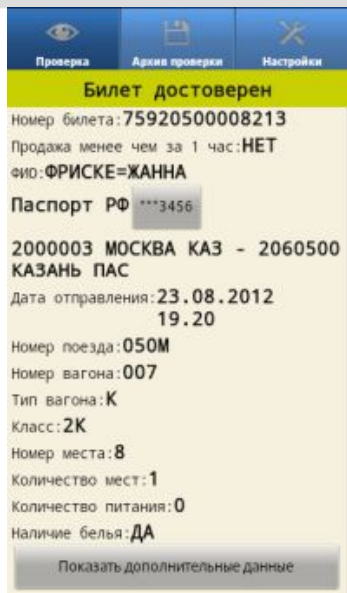 Проверка Архив проверки Настройки
Билет достоверен
Номер билета:75920500008213
Продажа менее чем за 1 час:НЕТ
ФИО:ФРИСКЕ=ЖАННА
Паспорт РФ ***3456
2000003 МОСКВА КАЗ - 2060500
КАЗАНЬ ПАС
Дата отправления:23.08.2012
19.20
Номер поезда:050М
Номер вагона:007
Тип вагона:К
Класс:2К
Номер места:8
Количество мест:1
Количество питания:0
Наличие белья:ДА
Показать дополнительные данные